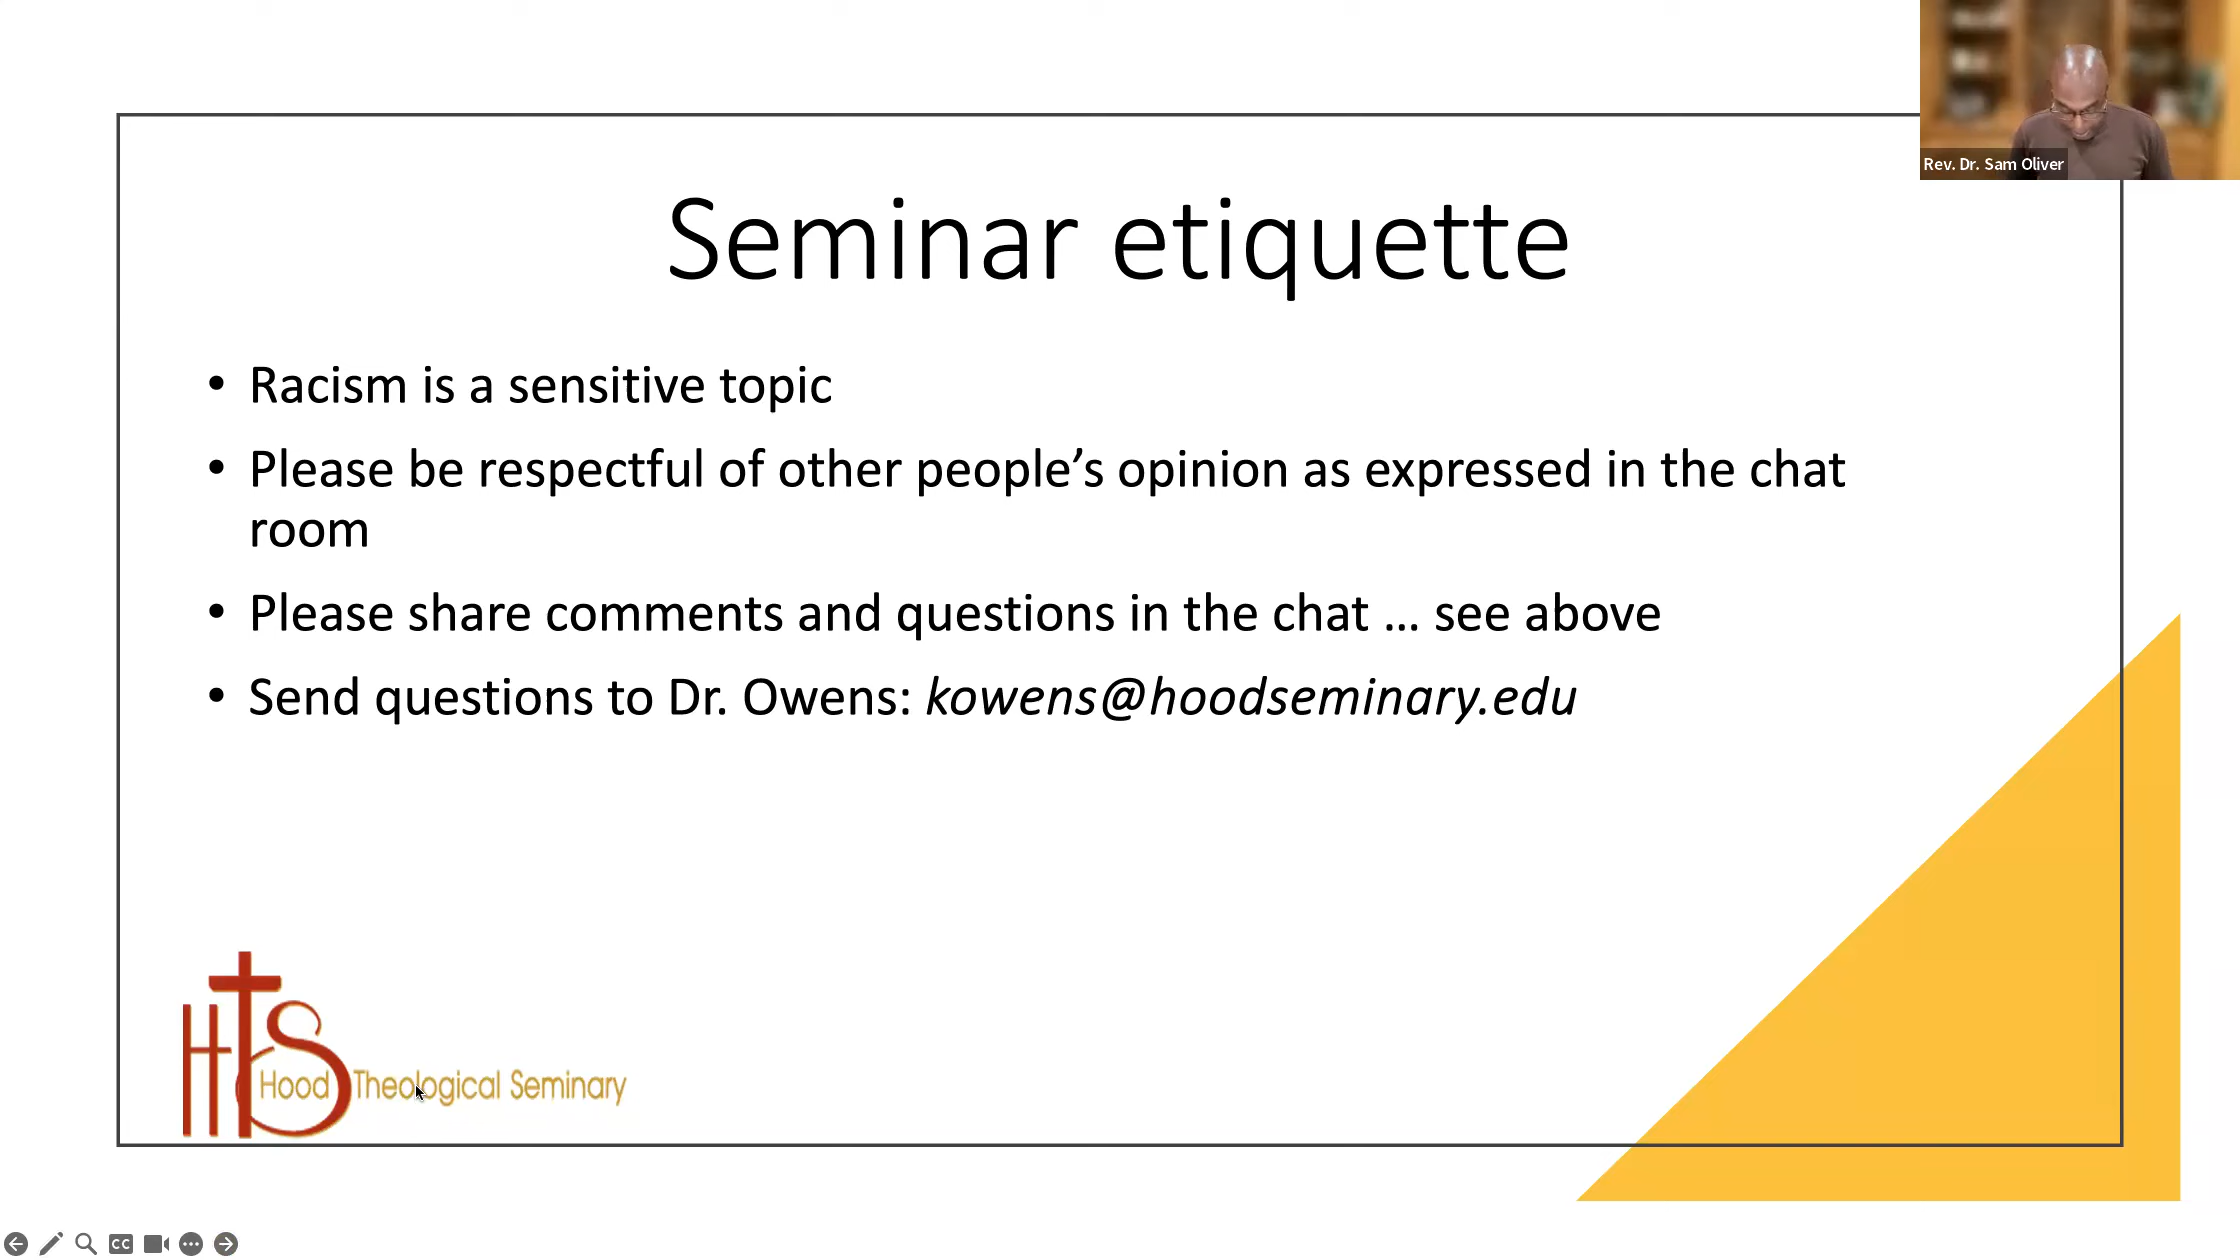 Rev. Dr. Sam Oliver
Seminar etiquette
• Racism is a sensitive topic
• Please be respectful of other people’s opinion as expressed in the chat
room
• Please share comments and questions in the chat ... see above
• Send questions to Dr. Owens: kowens@hoodseminary.edu
HTS
Hood Theological Seminary
CC